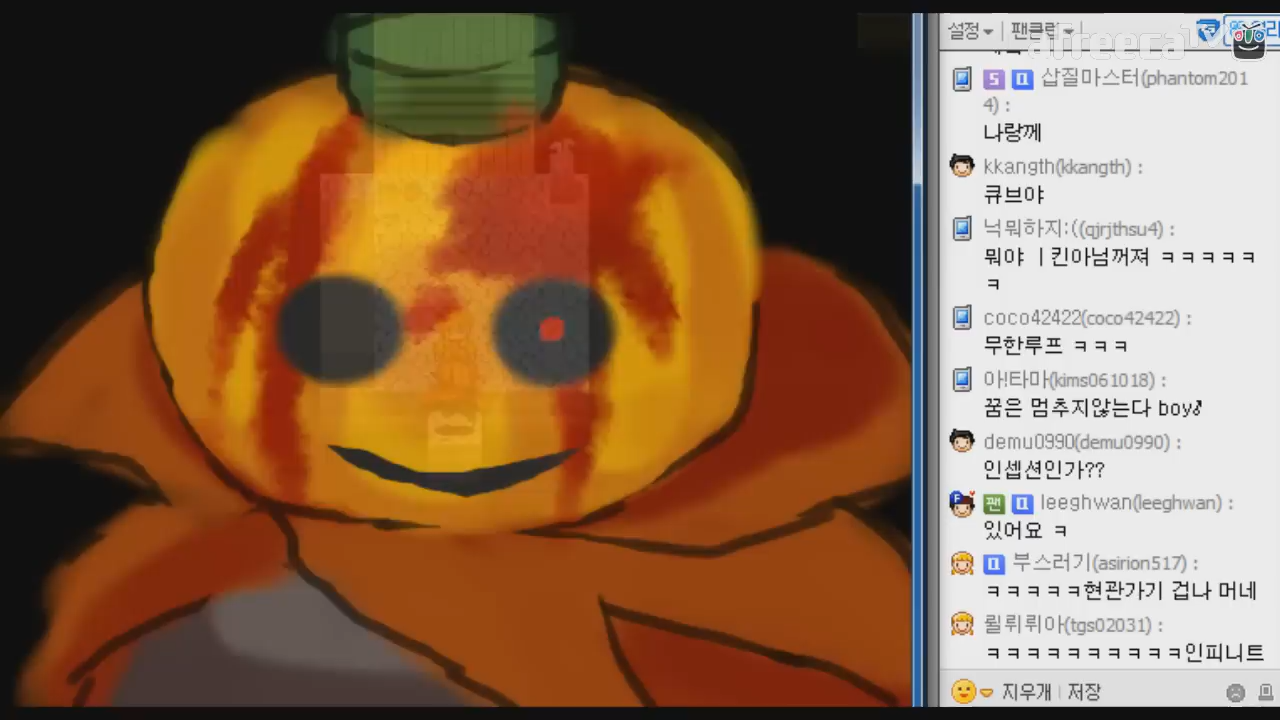 설정
팬클럽
afreecaTV
삽질마스터(phantom201
4) :
나랑께
kkangth(kkangth) :
큐브야
닉뭐하지:((qjrjthsu4) :
뭐야 ㅣ킨아넘꺼져 ㅋㅋㅋㅋㅋ
ㅋ
coco42422(coco42422) :
무한루프 ㅋㅋㅋ
아!타마(kims061018) :
꿈은 멈추지않는다 boy♪
demu0990(demu0990) :
인셉션인가??
팬 leeghwan(leeghwan) :
있어요 ㅋ
부스러기(asirion517) :
ㅋㅋㅋㅋㅋ현관가기 겁나 머네
륄뤼뤼아(tgs02031) :
ㅋㅋㅋㅋㅋㅋㅋㅋㅋㅋ인피니트
지우개 | 저장